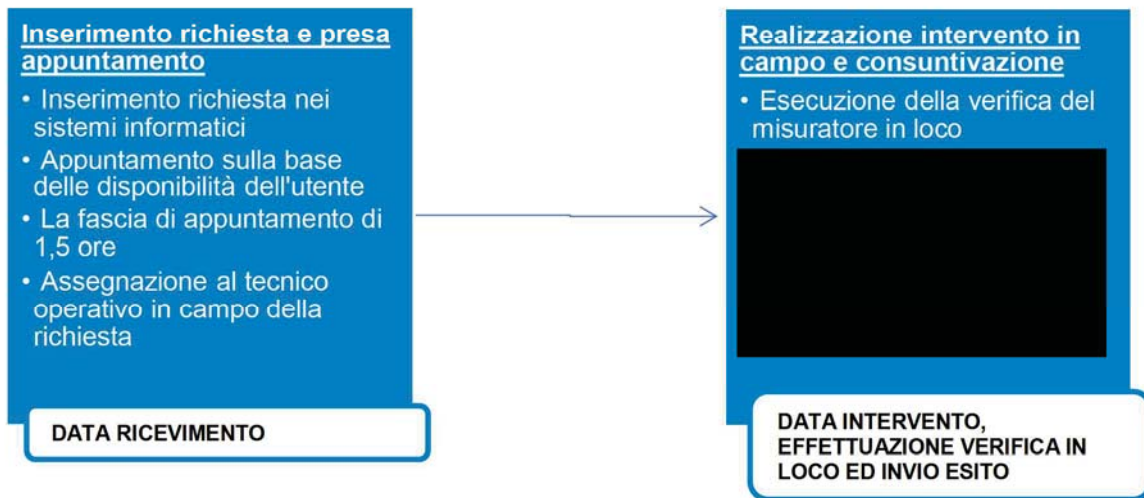 Inserimento richiesta e presa
appuntamento
• Inserimento richiesta nei
sistemi informatici
• Appuntamento sulla base
delle disponibilità dell'utente
• La fascia di appuntamento di
1,5 ore
• Assegnazione al tecnico
operativo in campo della
richiesta
DATA RICEVIMENTO
Realizzazione intervento in
campo e consuntivazione
• Esecuzione della verifica del
misuratore in loco
DATA INTERVENTO,
EFFETTUAZIONE VERIFICA IN
LOCO ED INVIO ESITO